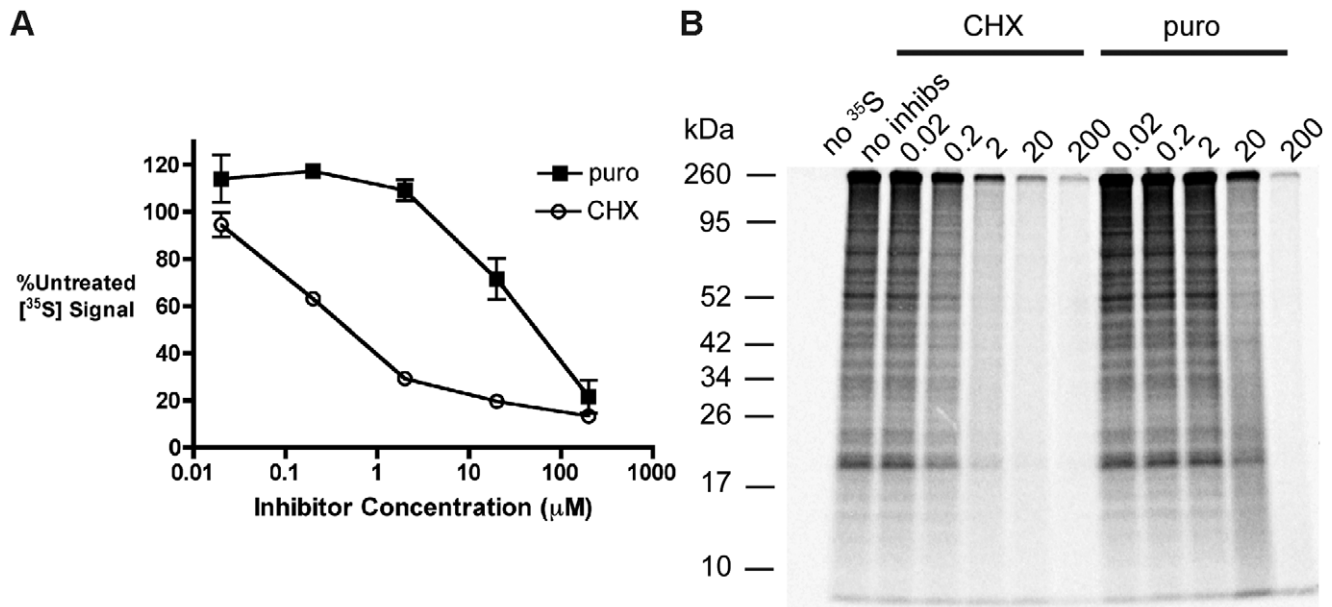 A
120
100
80
60
40
20
0
%Untreated
[³⁵S] Signal
puro
CHX
0.01 0.1 1 10 100 1000
Inhibitor Concentration (μM)
B
CHX puro
kDa no ³⁵S no inhibs 0.02 0.2 2 20 200 0.02 0.2 2 20 200
260
95
52
42
34
26
17
10